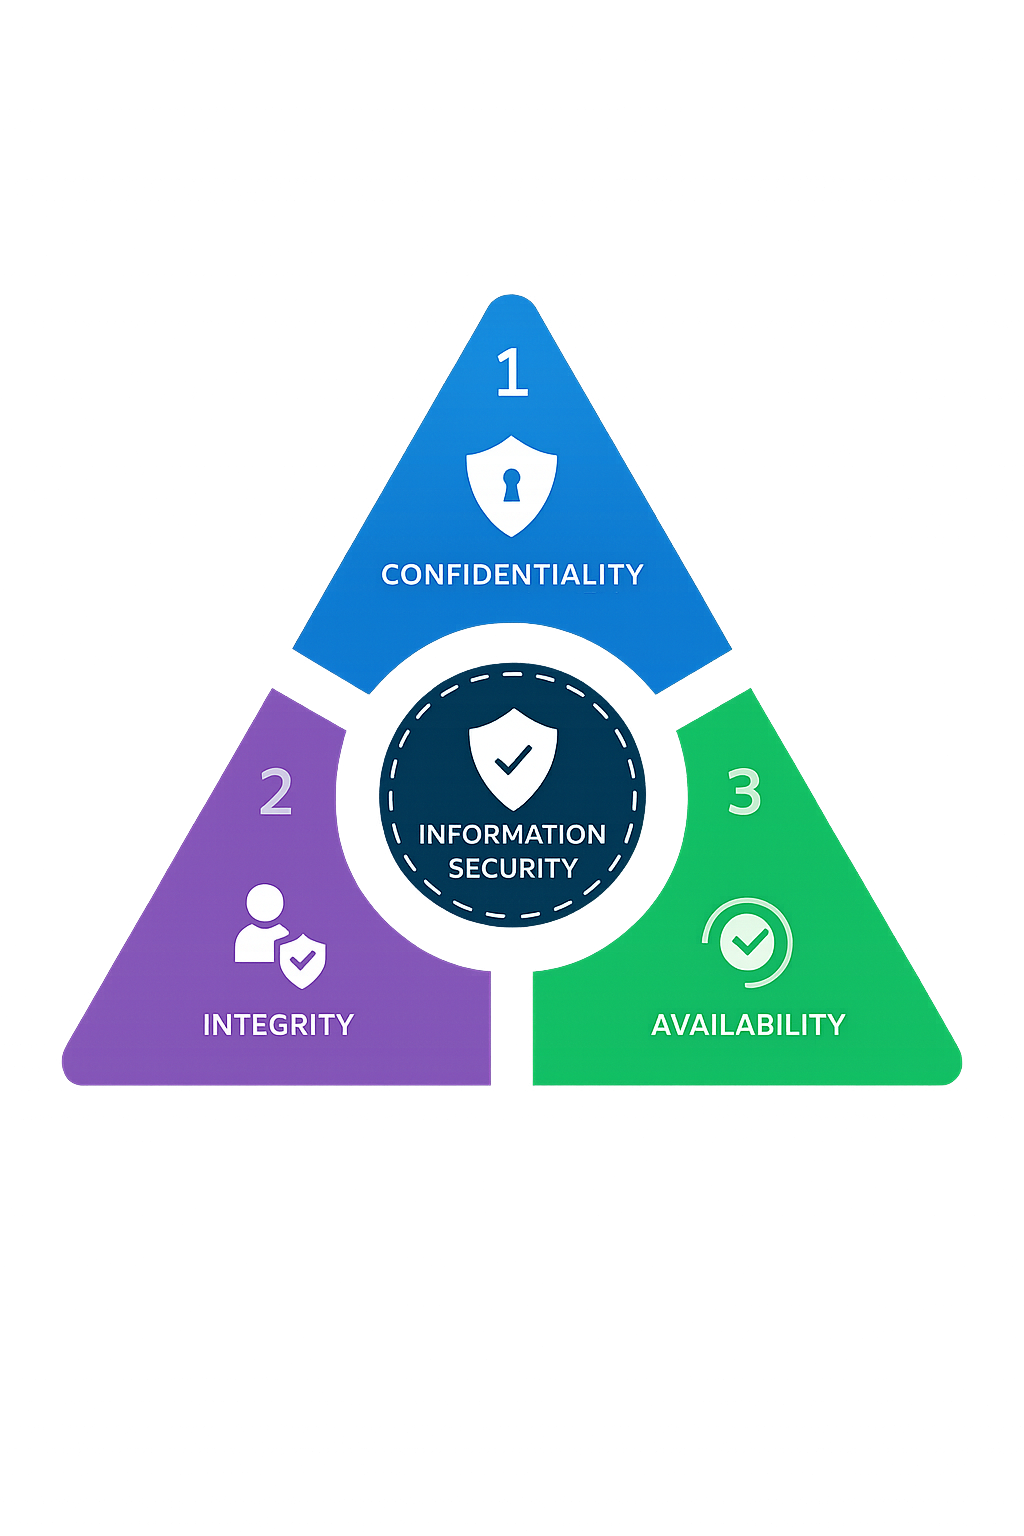 1
CONFIDENTIALITY
INFORMATION
SECURITY
2
INTEGRITY
3
AVAILABILITY